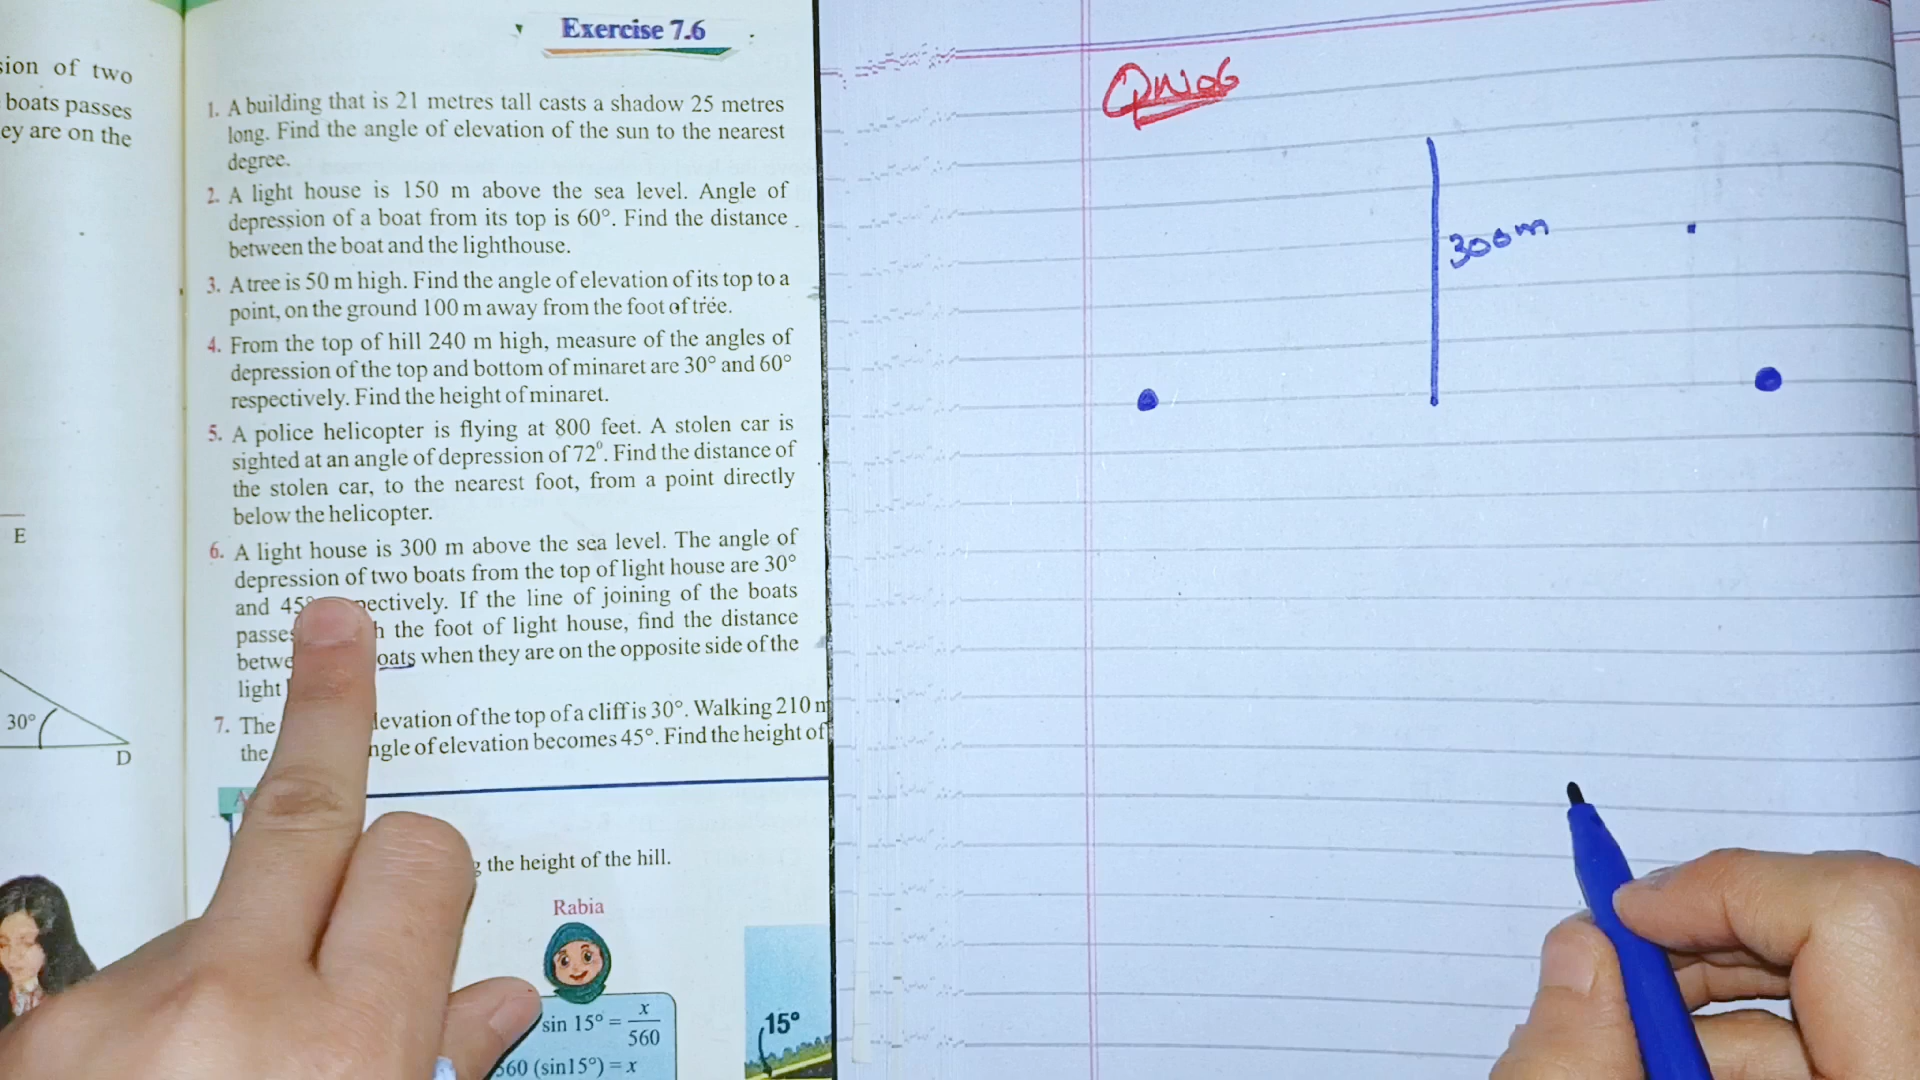 sion of two
boats passes
ey are on the
E
30°
D
Exercise 7.6
1. A building that is 21 metres tall casts a shadow 25 metres
long. Find the angle of elevation of the sun to the nearest
degree.
2. A light house is 150 m above the sea level. Angle of
depression of a boat from its top is 60°. Find the distance
between the boat and the lighthouse.
3. A tree is 50 m high. Find the angle of elevation of its top to a
point, on the ground 100 m away from the foot of tree.
4. From the top of hill 240 m high, measure of the angles of
depression of the top and bottom of minaret are 30° and 60°
respectively. Find the height of minaret.
5. A police helicopter is flying at 800 feet. A stolen car is
sighted at an angle of depression of 72⁰. Find the distance of
the stolen car, to the nearest foot, from a point directly
below the helicopter.
6. A light house is 300 m above the sea level. The angle of
depression of two boats from the top of light house are 30°
and 45° pectively. If the line of joining of the boats
passes h the foot of light house, find the distance
betwe oats when they are on the opposite side of the
light
7. The levation of the top of a cliff is 30°. Walking 210 m
the ngle of elevation becomes 45°. Find the height of
A
g the height of the hill.
Rabia
sin 15° = x/560
560 (sin15°) = x
15°
300m